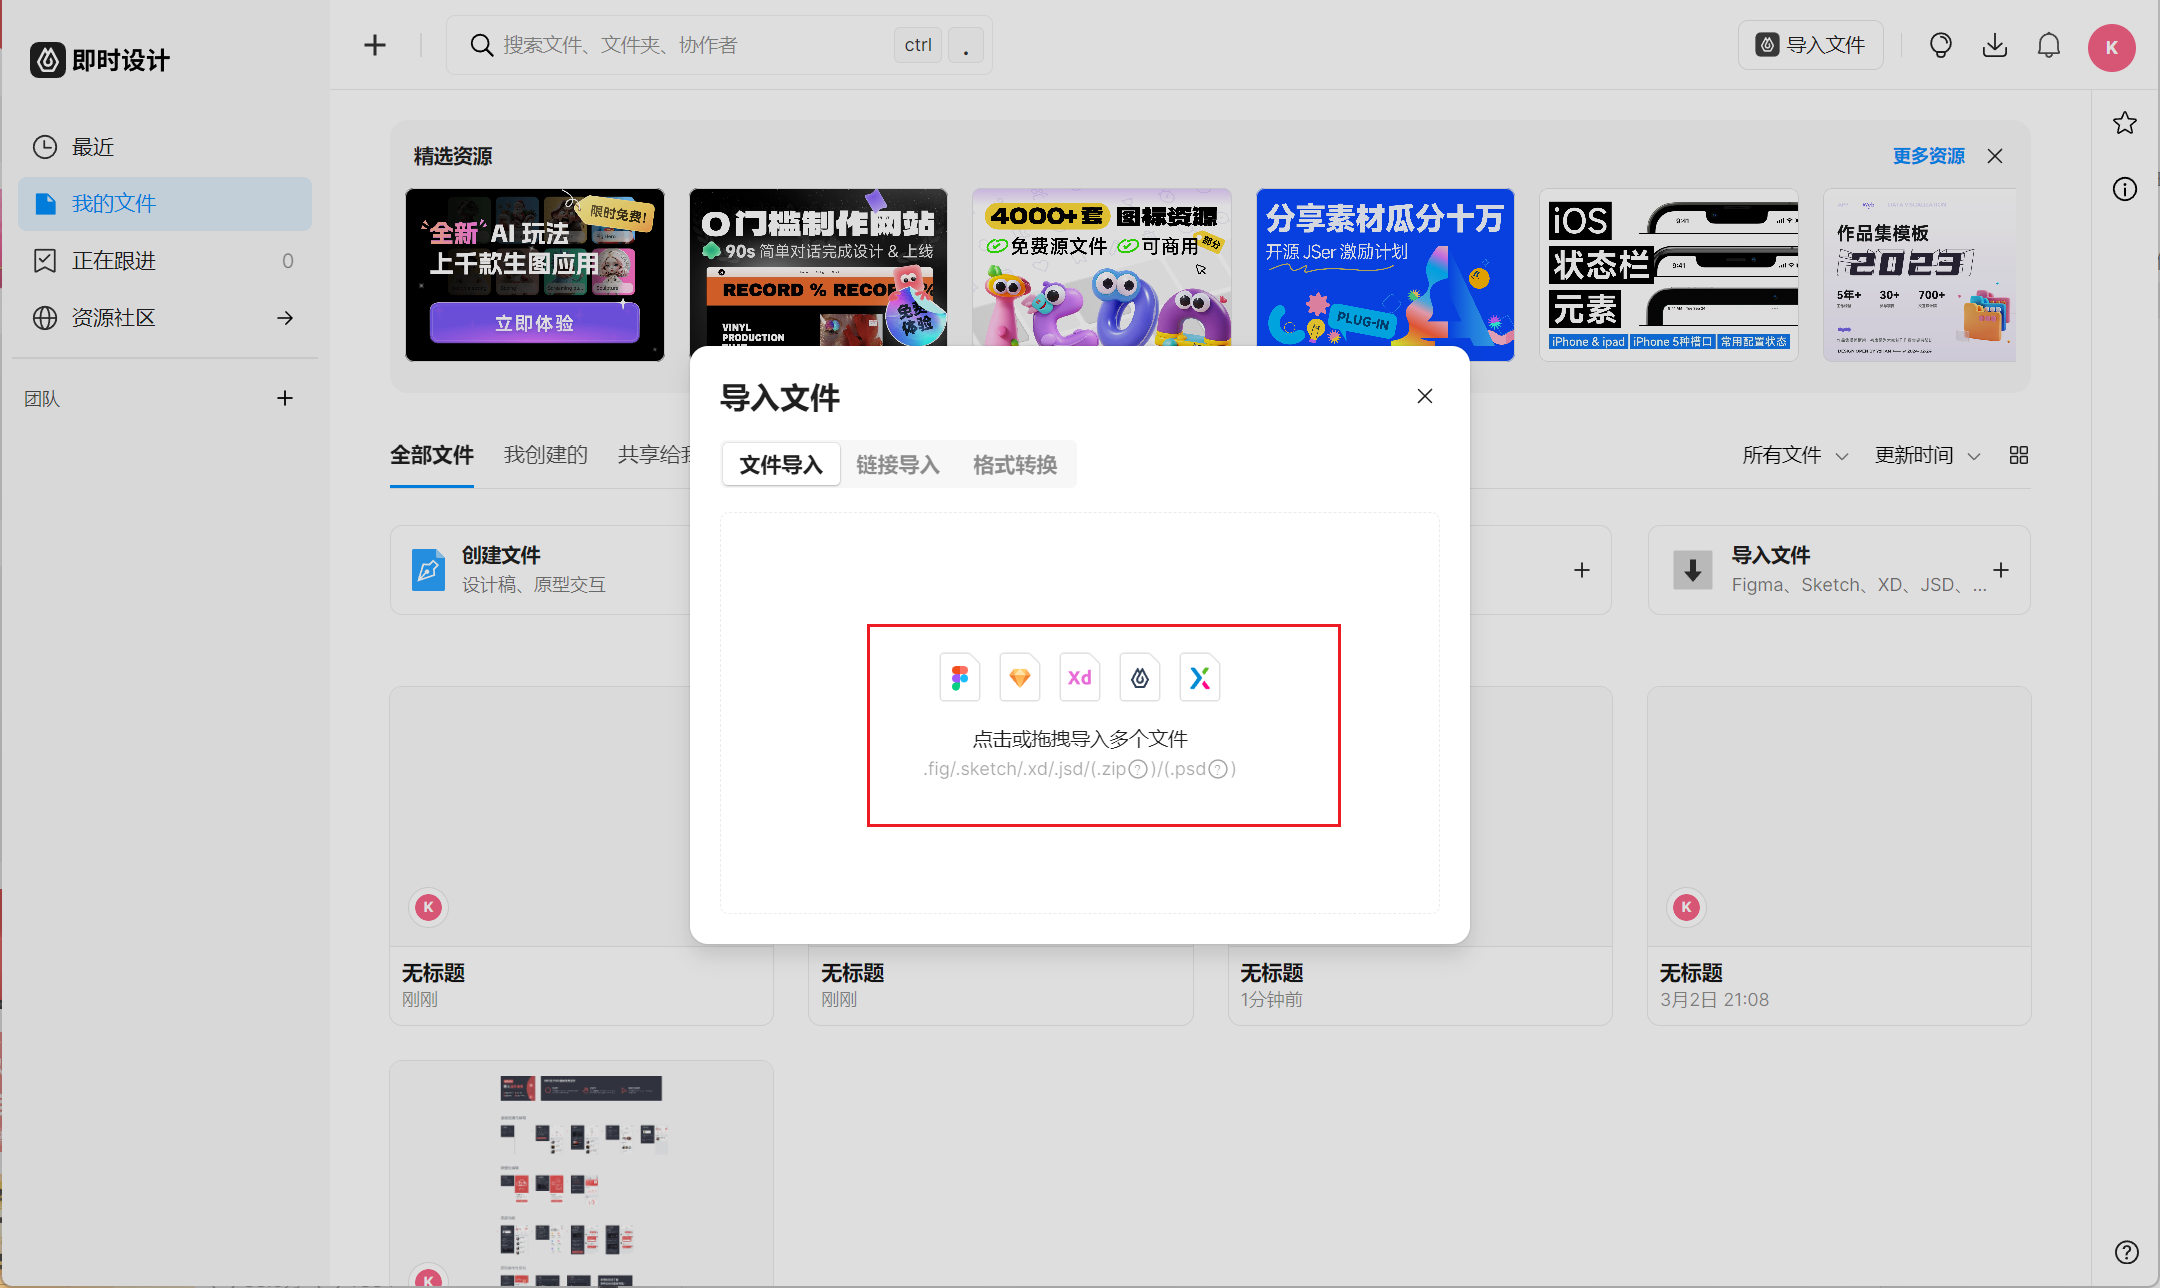 即时设计
搜索文件、文件夹、协作者
ctrl
.
导入文件
K
最近
我的文件
正在跟进
0
资源社区
团队
精选资源
更多资源
限时免费!
全新 AI 玩法
上千款生图应用
立即体验
0 门槛制作网站
90s 简单对话完成设计 & 上线
RECORD % RECOR
VINYL
PRODUCTION
免费
体验
4000+套 图标资源
免费源文件
可商用
部分
分享素材瓜分十万
开源 JSer 激励计划
PLUG-IN
iOS
状态栏
元素
9:41
9:41
iPhone & ipad
iPhone 5种槽口
常用配置状态
作品集模板
2023
5年+
30+
700+
全部文件
我创建的
共享给我
所有文件
更新时间
创建文件
设计稿、原型交互
导入文件
Figma、Sketch、XD、JSD、...
导入文件
文件导入
链接导入
格式转换
Xd
点击或拖拽导入多个文件
.fig/.sketch/.xd/.jsd/(.zip?)/(.psd?)
K
K
无标题
刚刚
无标题
刚刚
无标题
1分钟前
无标题
3月2日 21:08
K